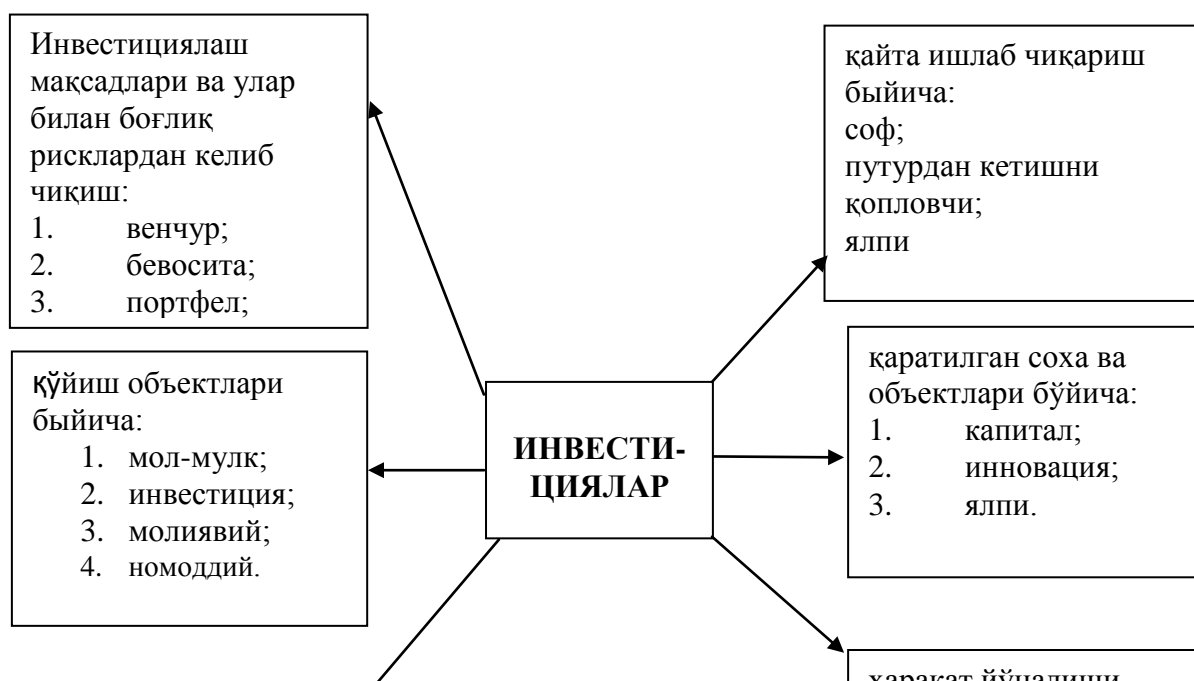 Инвестициялаш
мақсадлари ва улар
билан боғлиқ
рисклардан келиб
чиқиш:
1. венчур;
2. бевосита;
3. портфел;
қайта ишлаб чиқариш
быйича:
соф;
путурдан кетишни
қопловчи;
ялпи
қўйиш объектлари
быйича:
1. мол-мулк;
2. инвестиция;
3. молиявий;
4. номоддий.
ИНВЕСТИ-
ЦИЯЛАР
қаратилган соха ва
объектлари бўйича:
1. капитал;
2. инновация;
3. ялпи.